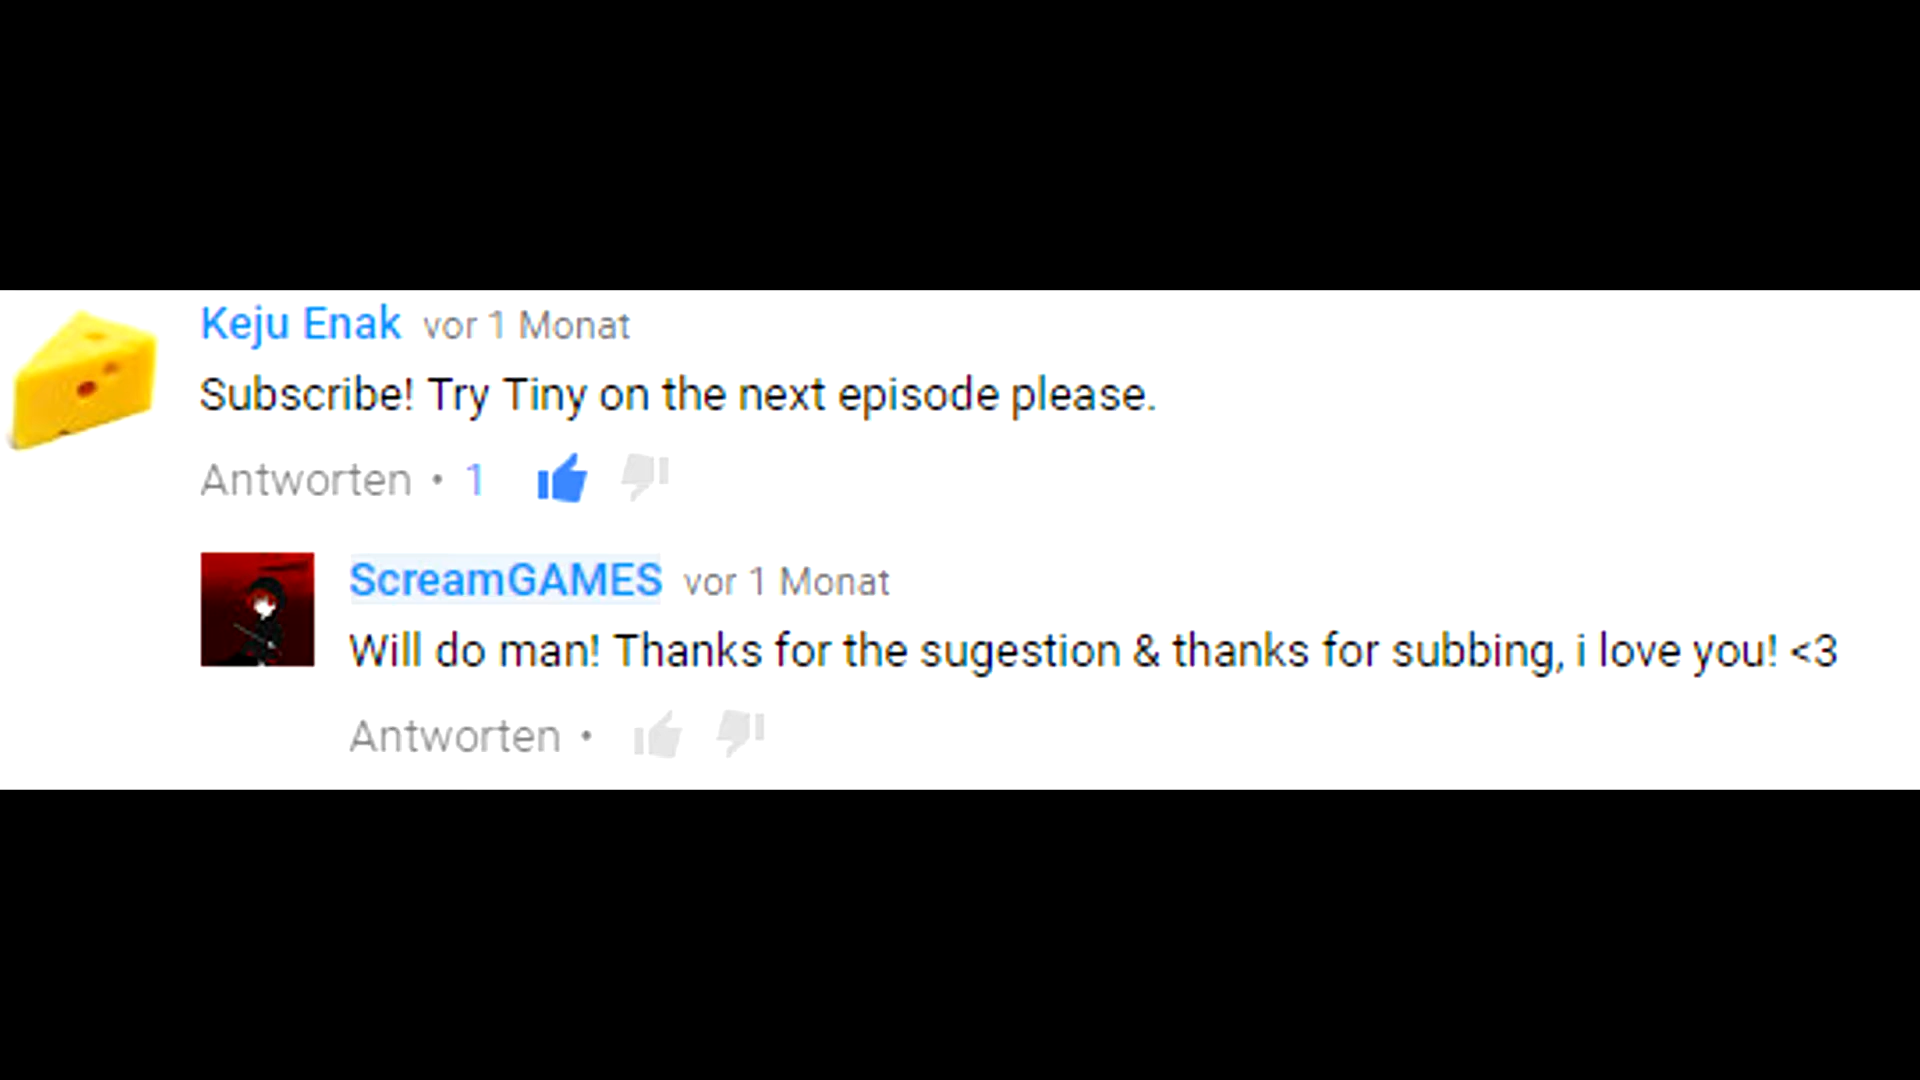 Keju Enak vor 1 Monat
Subscribe! Try Tiny on the next episode please.
Antworten • 1
ScreamGAMES vor 1 Monat
Will do man! Thanks for the sugestion & thanks for subbing, i love you! <3
Antworten •